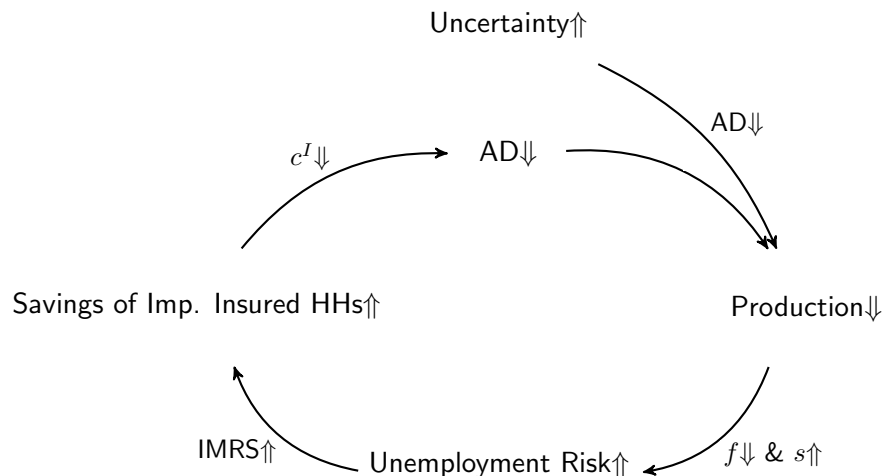 Uncertainty⇑
AD⇓
c^I⇓
AD⇓
Savings of Imp. Insured HHs⇑
Production⇓
IMRS⇑
Unemployment Risk⇑
f⇓ & s⇑